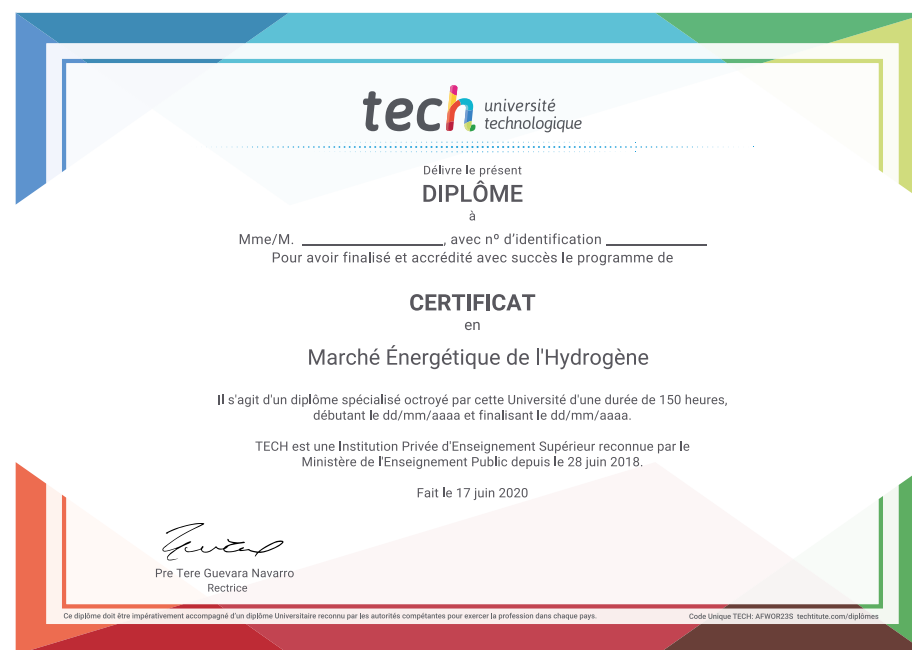 tech université
technologique
Délivre le présent
DIPLÔME
à
Mme/M. ____________________, avec nº d'identification ______________
Pour avoir finalisé et accrédité avec succès le programme de
CERTIFICAT
en
Marché Énergétique de l'Hydrogène
Il s'agit d'un diplôme spécialisé octroyé par cette Université d'une durée de 150 heures,
débutant le dd/mm/aaaa et finalisant le dd/mm/aaaa.
TECH est une Institution Privée d'Enseignement Supérieur reconnue par le
Ministère de l'Enseignement Public depuis le 28 juin 2018.
Fait le 17 juin 2020
Pre Tere Guevara Navarro
Rectrice
Ce diplôme doit être impérativement accompagné d'un diplôme Universitaire reconnu par les autorités compétentes pour exercer la profession dans chaque pays.
Code Unique TECH: AFWOR23S techtitute.com/diplômes